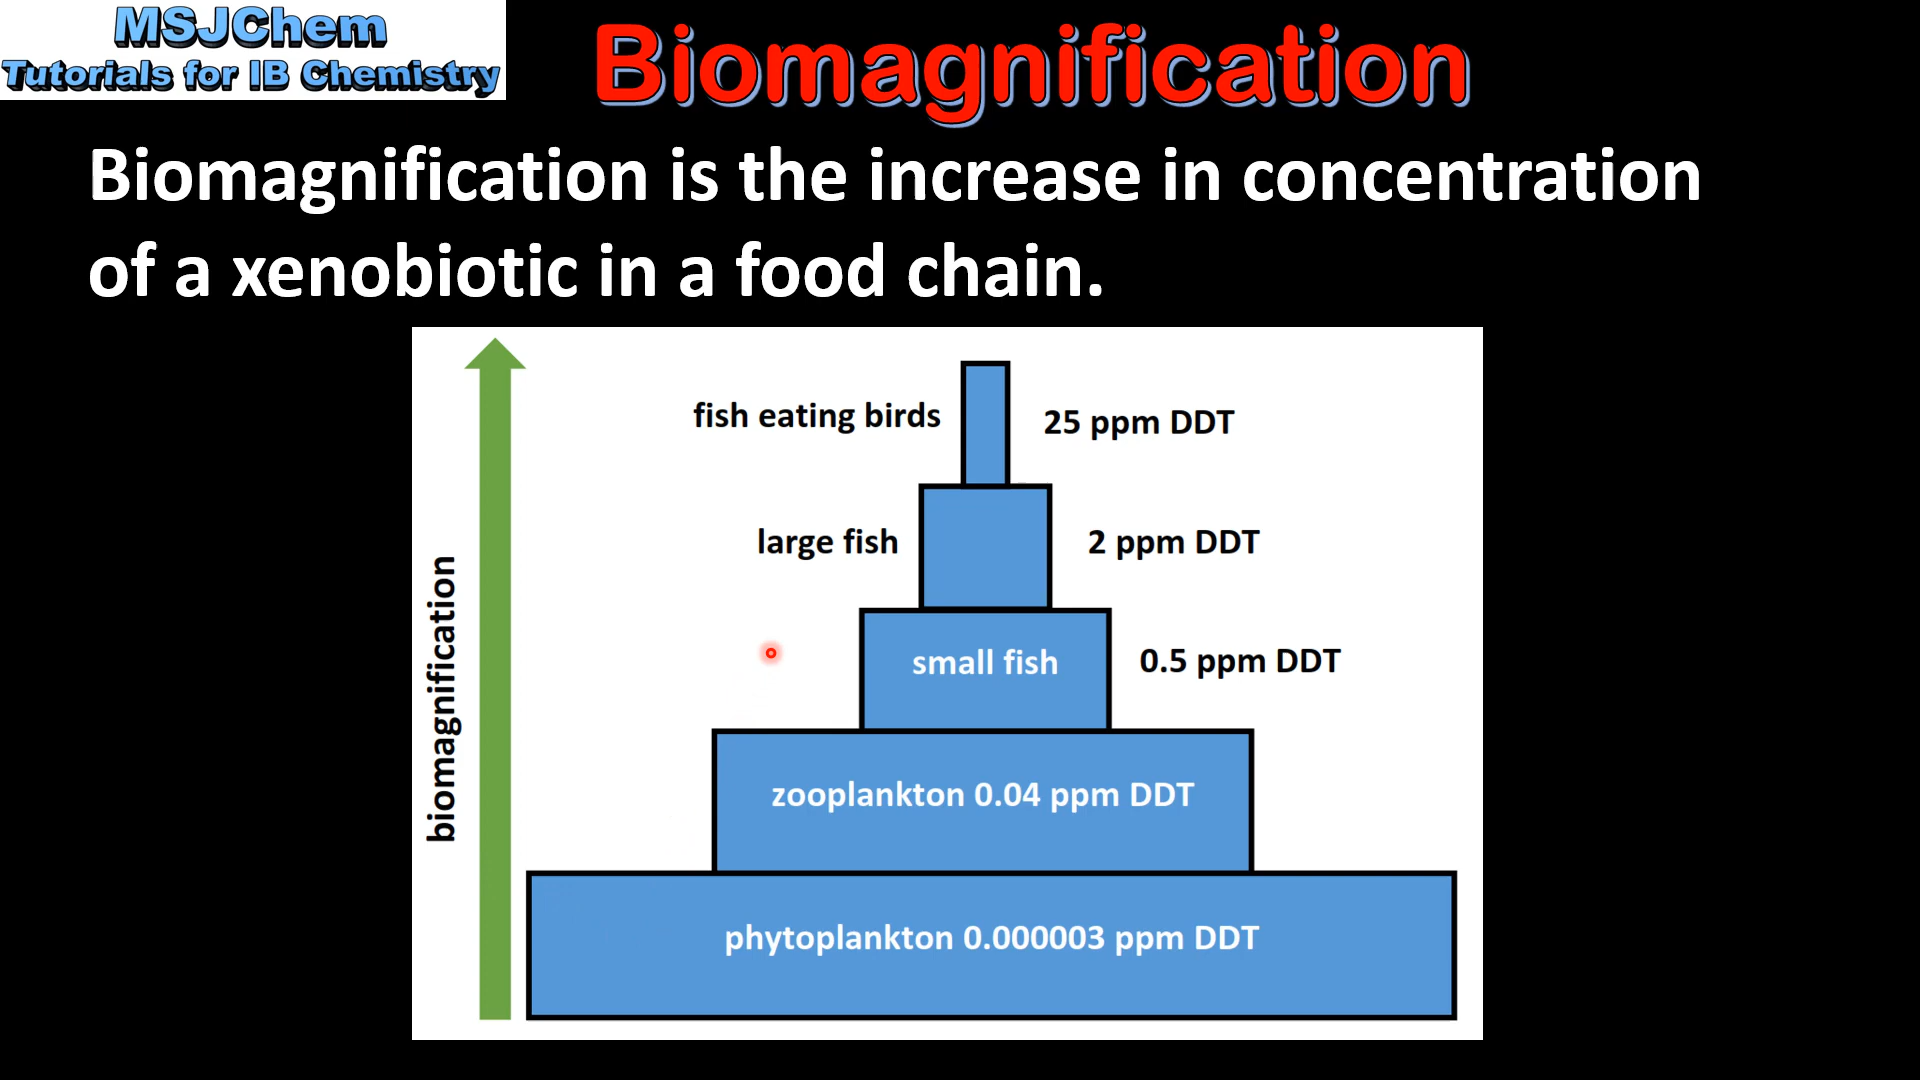 MSJChem
Tutorials for IB Chemistry
Biomagnification
Biomagnification is the increase in concentration
of a xenobiotic in a food chain.
biomagnification
fish eating birds
25 ppm DDT
large fish
2 ppm DDT
small fish
0.5 ppm DDT
zooplankton 0.04 ppm DDT
phytoplankton 0.000003 ppm DDT